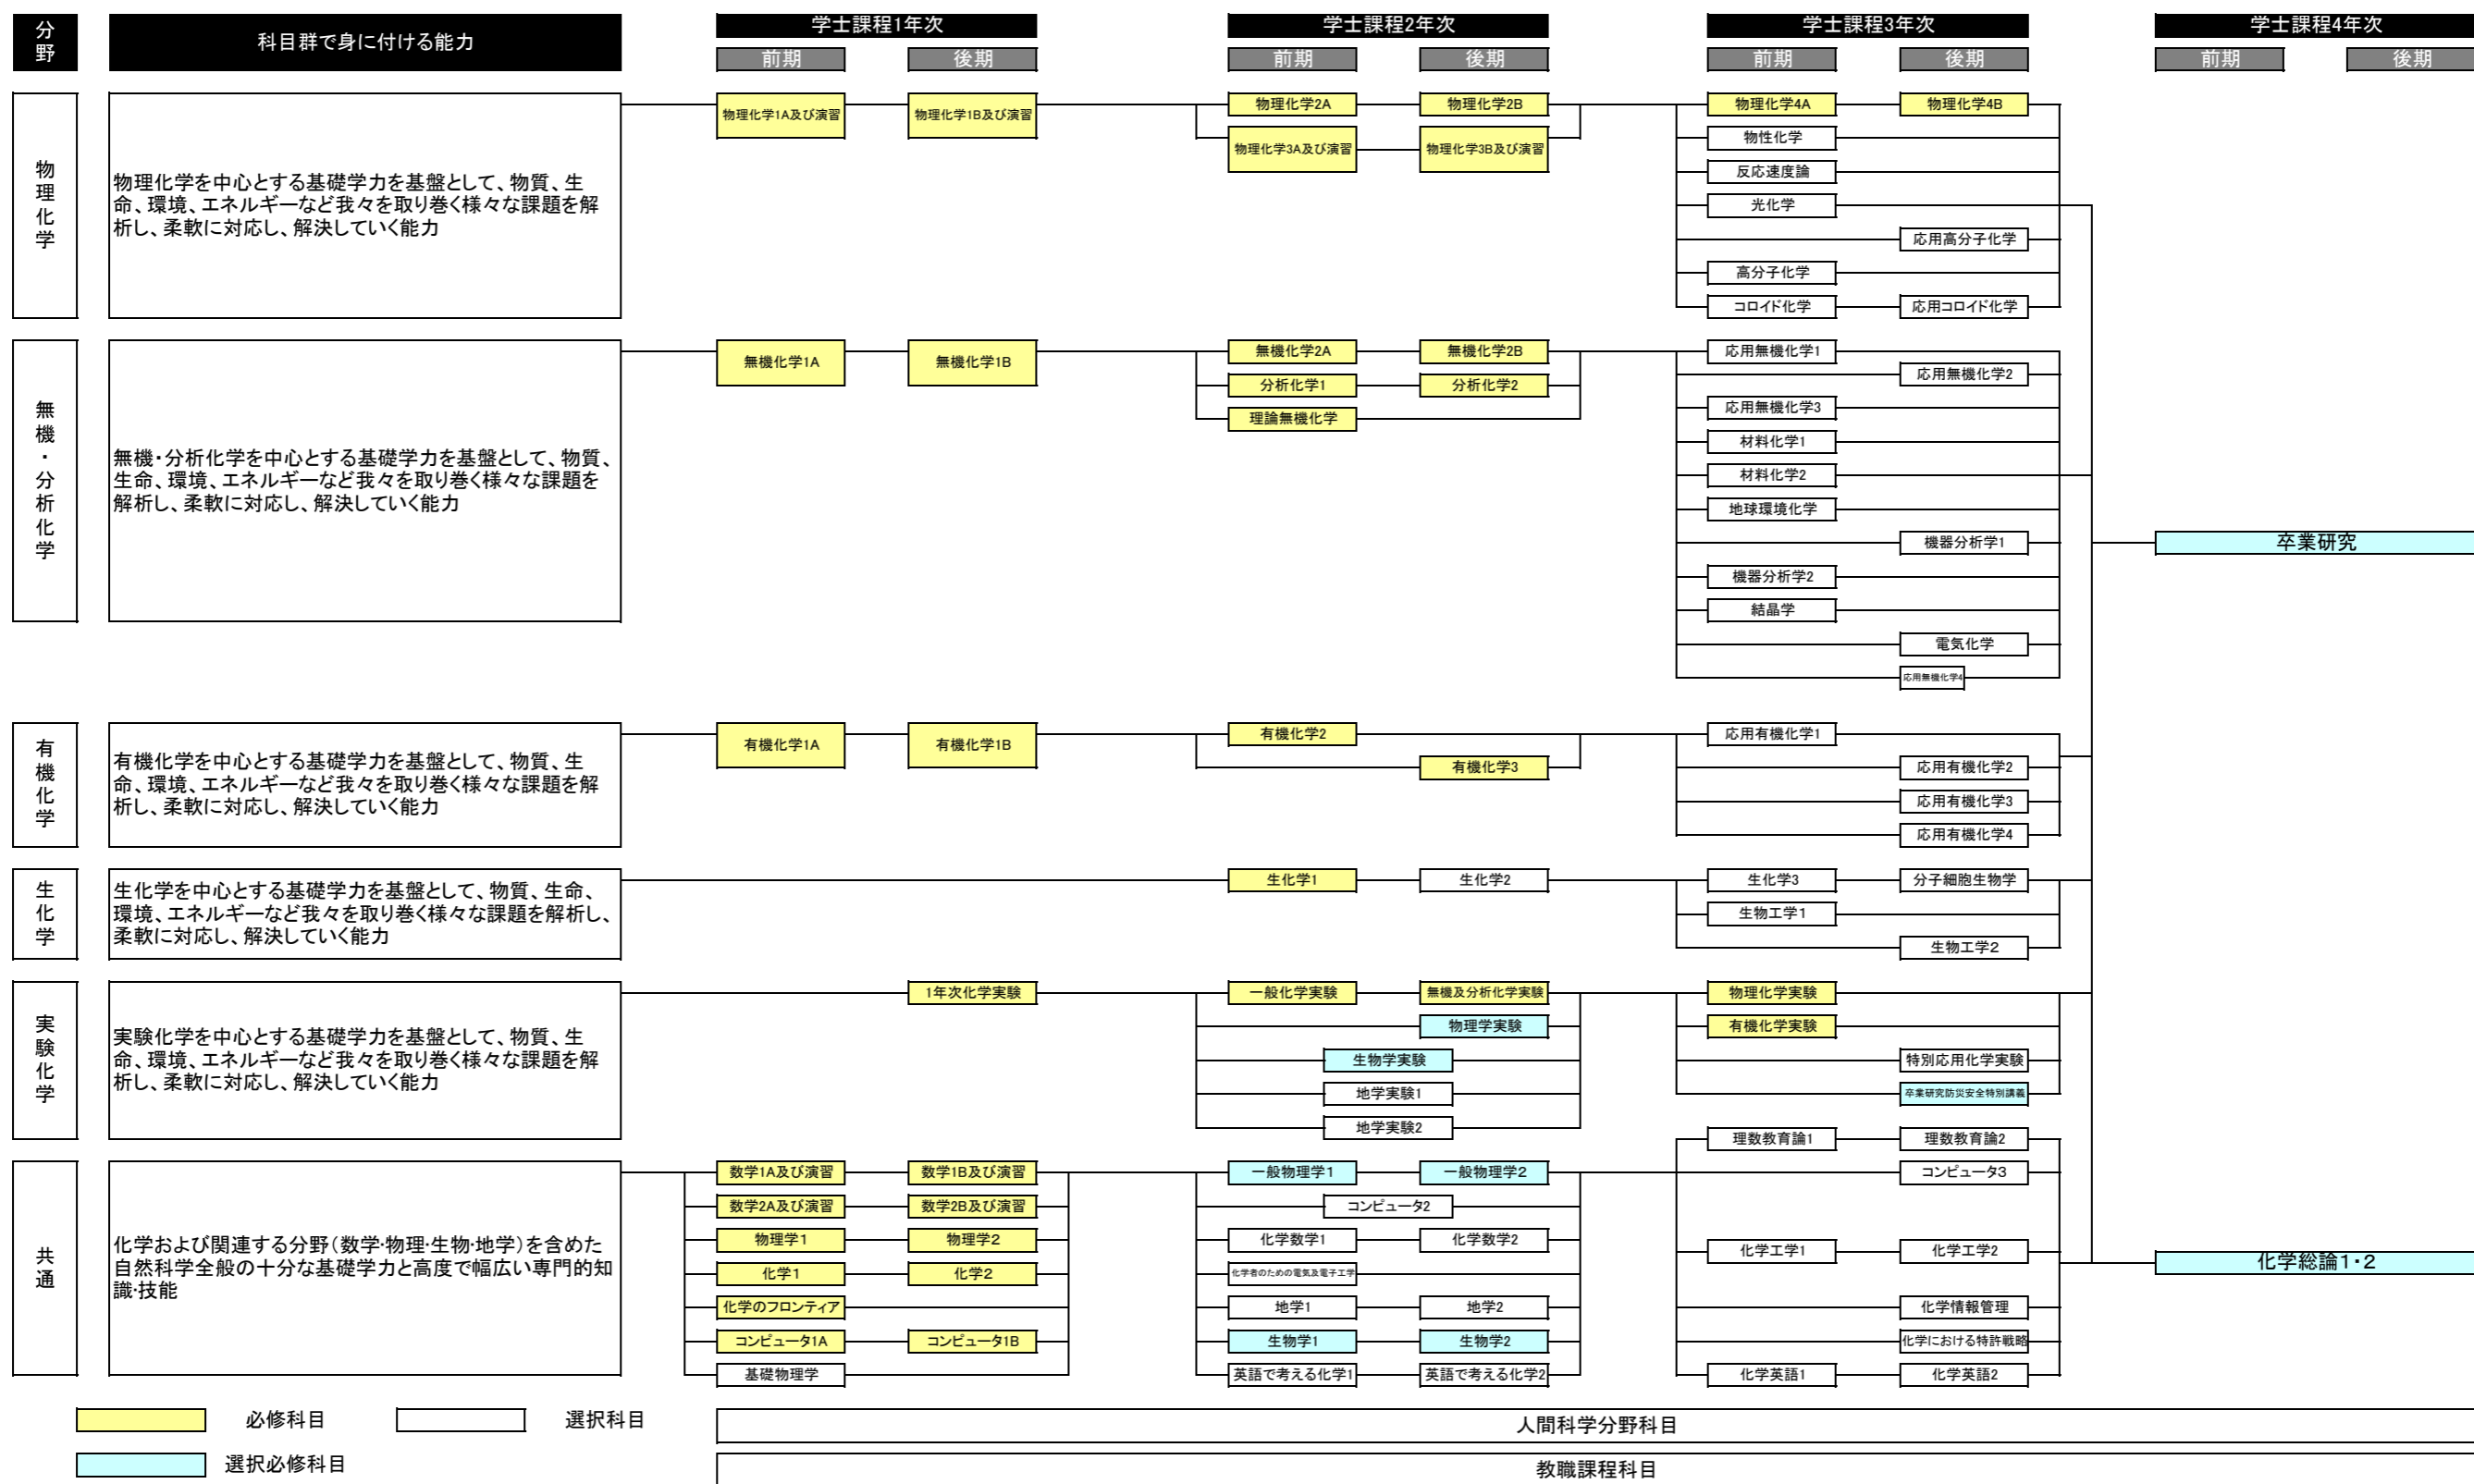 分野
科目群で身に付ける能力
学士課程1年次
学士課程2年次
学士課程3年次
学士課程4年次
前期
後期
前期
後期
前期
後期
前期
後期
物理化学
物理化学を中心とする基礎学力を基盤として、物質、生
命、環境、エネルギーなど我々を取り巻く様々な課題を解
析し、柔軟に対応し、解決していく能力
物理化学1A及び演習
物理化学1B及び演習
物理化学2A
物理化学2B
物理化学3A及び演習
物理化学3B及び演習
物理化学4A
物理化学4B
物性化学
反応速度論
光化学
応用高分子化学
高分子化学
コロイド化学
応用コロイド化学
無機・分析化学
無機・分析化学を中心とする基礎学力を基盤として、物質、
生命、環境、エネルギーなど我々を取り巻く様々な課題を
解析し、柔軟に対応し、解決していく能力
無機化学1A
無機化学1B
無機化学2A
無機化学2B
分析化学1
分析化学2
理論無機化学
応用無機化学1
応用無機化学2
応用無機化学3
材料化学1
材料化学2
地球環境化学
機器分析学1
機器分析学2
結晶学
電気化学
応用無機化学4
卒業研究
有機化学
有機化学を中心とする基礎学力を基盤として、物質、生
命、環境、エネルギーなど我々を取り巻く様々な課題を解
析し、柔軟に対応し、解決していく能力
有機化学1A
有機化学1B
有機化学2
有機化学3
応用有機化学1
応用有機化学2
応用有機化学3
応用有機化学4
生化学
生化学を中心とする基礎学力を基盤として、物質、生命、
環境、エネルギーなど我々を取り巻く様々な課題を解析し、
柔軟に対応し、解決していく能力
生化学1
生化学2
生化学3
分子細胞生物学
生物工学1
生物工学2
実験化学
実験化学を中心とする基礎学力を基盤として、物質、生
命、環境、エネルギーなど我々を取り巻く様々な課題を解
析し、柔軟に対応し、解決していく能力
1年次化学実験
一般化学実験
無機及分析化学実験
物理学実験
生物学実験
地学実験1
地学実験2
物理化学実験
有機化学実験
特別応用化学実験
卒業研究防災安全特別講義
共通
化学および関連する分野(数学・物理・生物・地学)を含めた
自然科学全般の十分な基礎学力と高度で幅広い専門的知
識・技能
数学1A及び演習
数学1B及び演習
数学2A及び演習
数学2B及び演習
物理学1
物理学2
化学1
化学2
化学のフロンティア
コンピュータ1A
コンピュータ1B
基礎物理学
一般物理学1
一般物理学2
コンピュータ2
化学数学1
化学数学2
化学者のための電気及電子工学
地学1
地学2
生物学1
生物学2
英語で考える化学1
英語で考える化学2
理数教育論1
理数教育論2
コンピュータ3
化学工学1
化学工学2
化学情報管理
化学における特許戦略
化学英語1
化学英語2
化学総論1・2
必修科目
選択科目
選択必修科目
人間科学分野科目
教職課程科目